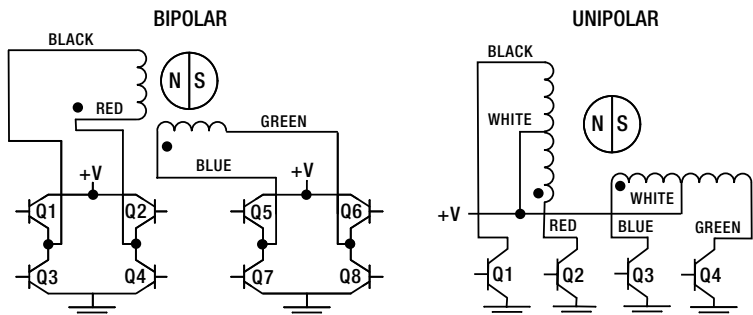 BIPOLAR
BLACK
N S
RED
GREEN
BLUE
+V
+V
Q1
Q2
Q5
Q6
Q3
Q4
Q7
Q8
UNIPOLAR
BLACK
WHITE
N S
WHITE
+V
RED
BLUE
GREEN
Q1
Q2
Q3
Q4